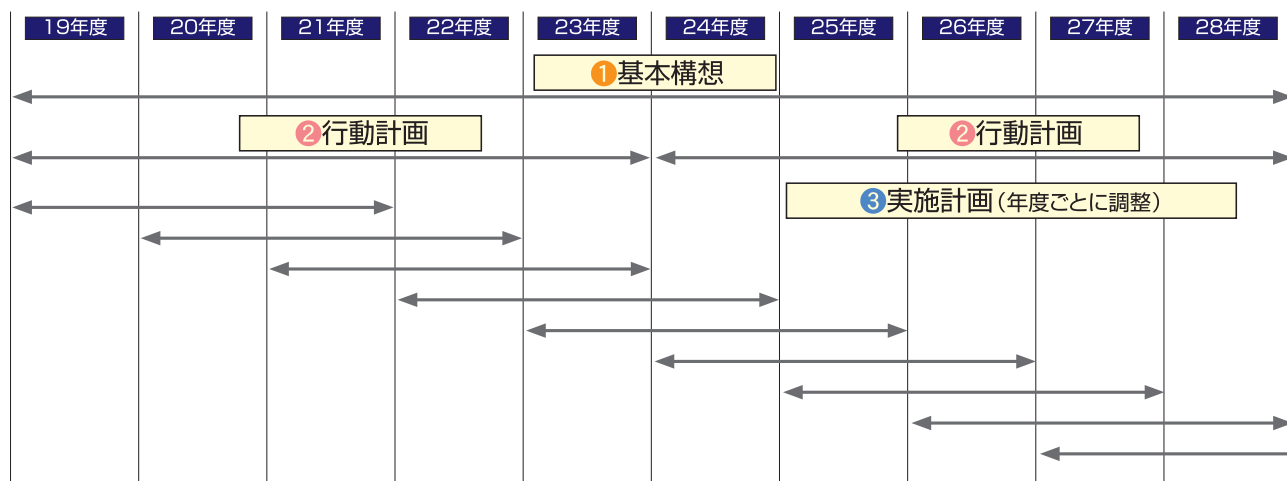 19年度 20年度 21年度 22年度 23年度 24年度 25年度 26年度 27年度 28年度
❶基本構想
❷行動計画 ❷行動計画
❸実施計画（年度ごとに調整）